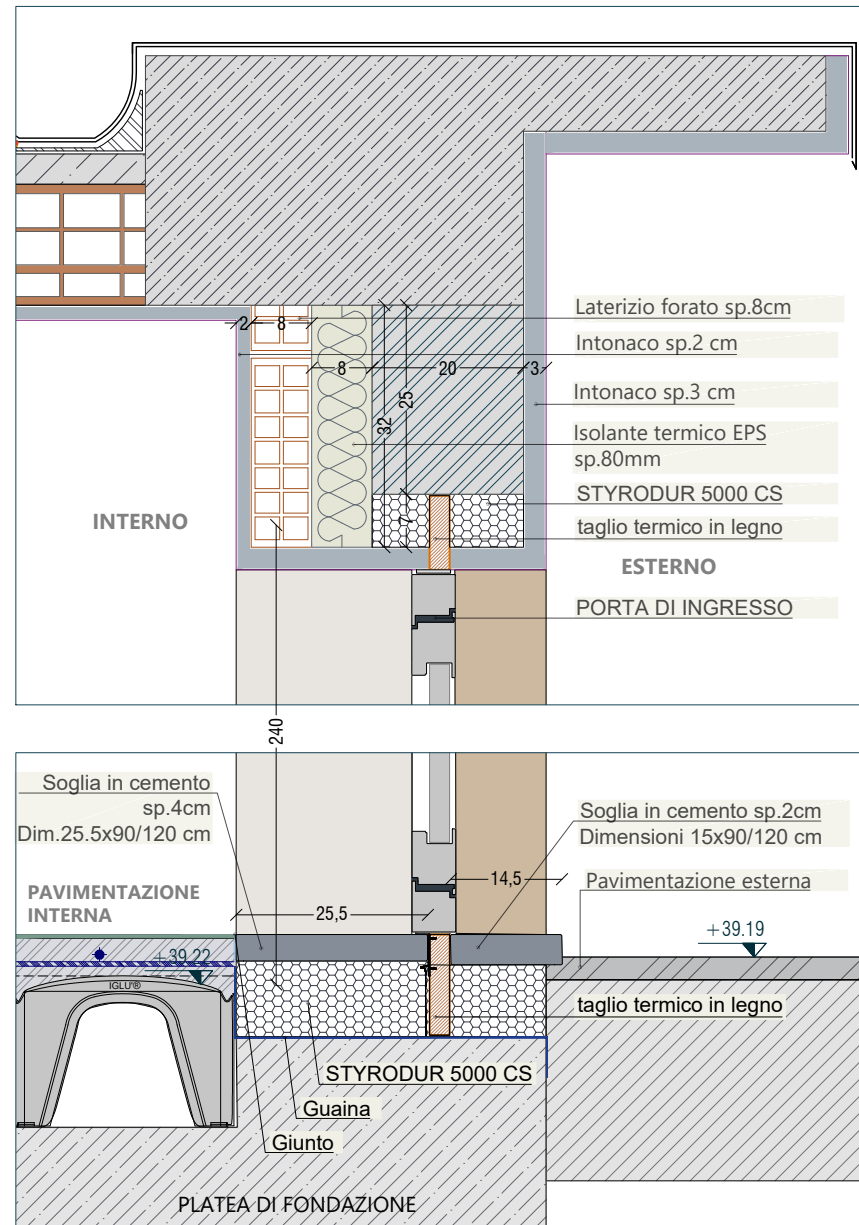 Laterizio forato sp.8cm
2
8
Intonaco sp.2 cm
8
20
3
25
32
Intonaco sp.3 cm
Isolante termico EPS
sp.80mm
STYRODUR 5000 CS
7
INTERNO
taglio termico in legno
ESTERNO
PORTA DI INGRESSO
240
Soglia in cemento
sp.4cm
Dim.25.5x90/120 cm
Soglia in cemento sp.2cm
Dimensioni 15x90/120 cm
14,5
Pavimentazione esterna
PAVIMENTAZIONE
INTERNA
25,5
+39.19
+39.22
IGLU'®
taglio termico in legno
STYRODUR 5000 CS
Guaina
Giunto
PLATEA DI FONDAZIONE